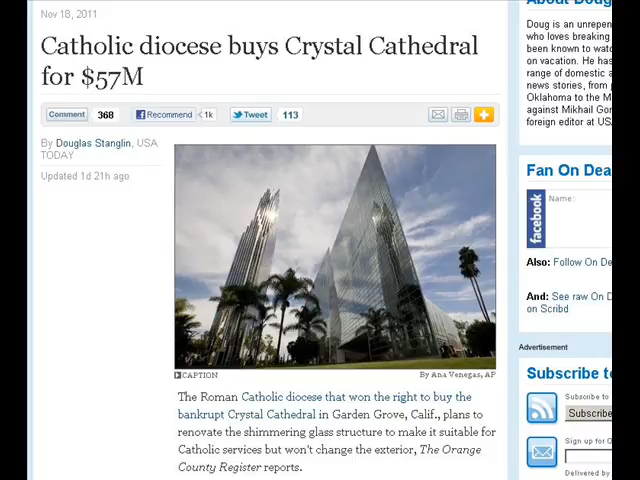 Nov 18, 2011
Catholic diocese buys Crystal Cathedral
for $57M
Comment 368 Recommend 1k Tweet 113
By Douglas Stanglin, USA
TODAY
Updated 1d 21h ago
CAPTION By Ana Venegas, AP
The Roman Catholic diocese that won the right to buy the
bankrupt Crystal Cathedral in Garden Grove, Calif., plans to
renovate the shimmering glass structure to make it suitable for
Catholic services but won't change the exterior, The Orange
County Register reports.
About Doug
Doug is an unrepen
who loves breaking
been known to watc
on vacation. He has
range of domestic a
news stories, from
Oklahoma to the M
against Mikhail Gor
foreign editor at US
Fan On Dea
facebook
Name:
Also: Follow On De
And: See raw On D
on Scribd
Advertisement
Subscribe to
Subscribe to
Subscribe
Sign up for O
Delivered by